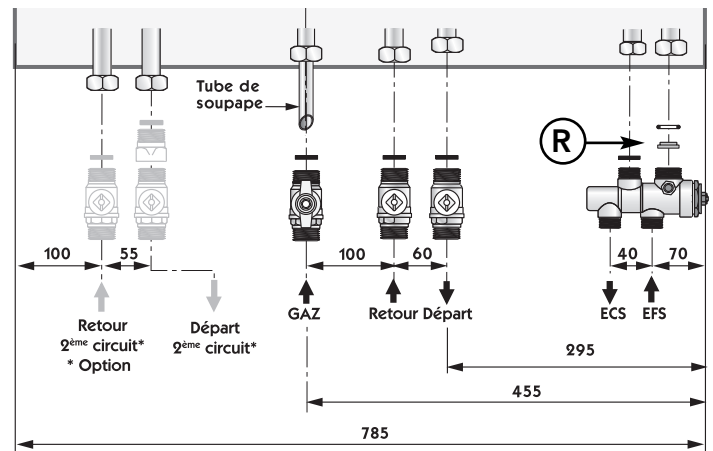 Tube de
soupape
R
100
55
100
60
40
70
GAZ
Retour
Départ
ECS
EFS
Retour
2ème circuit*
* Option
Départ
2ème circuit*
295
455
785